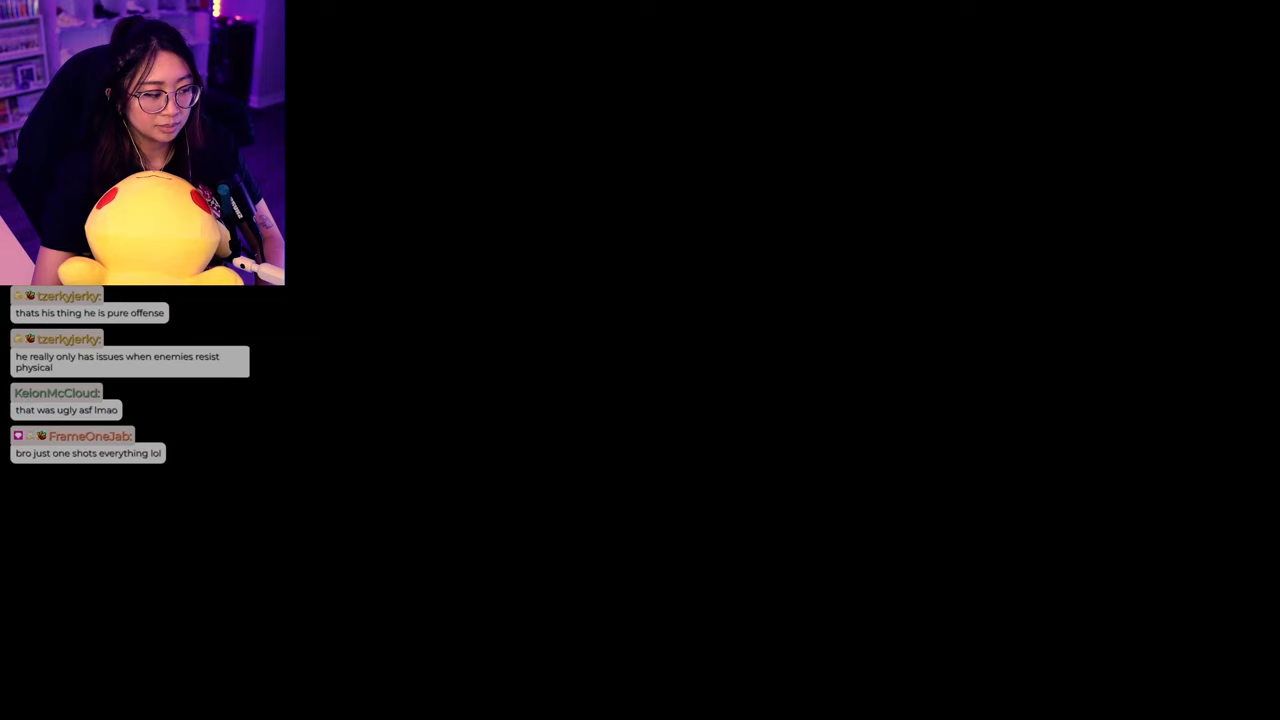 tzerkyjerky:
thats his thing he is pure offense
tzerkyjerky:
he really only has issues when enemies resist
physical
KeionMcCloud:
that was ugly asf lmao
FrameOneJab:
bro just one shots everything lol